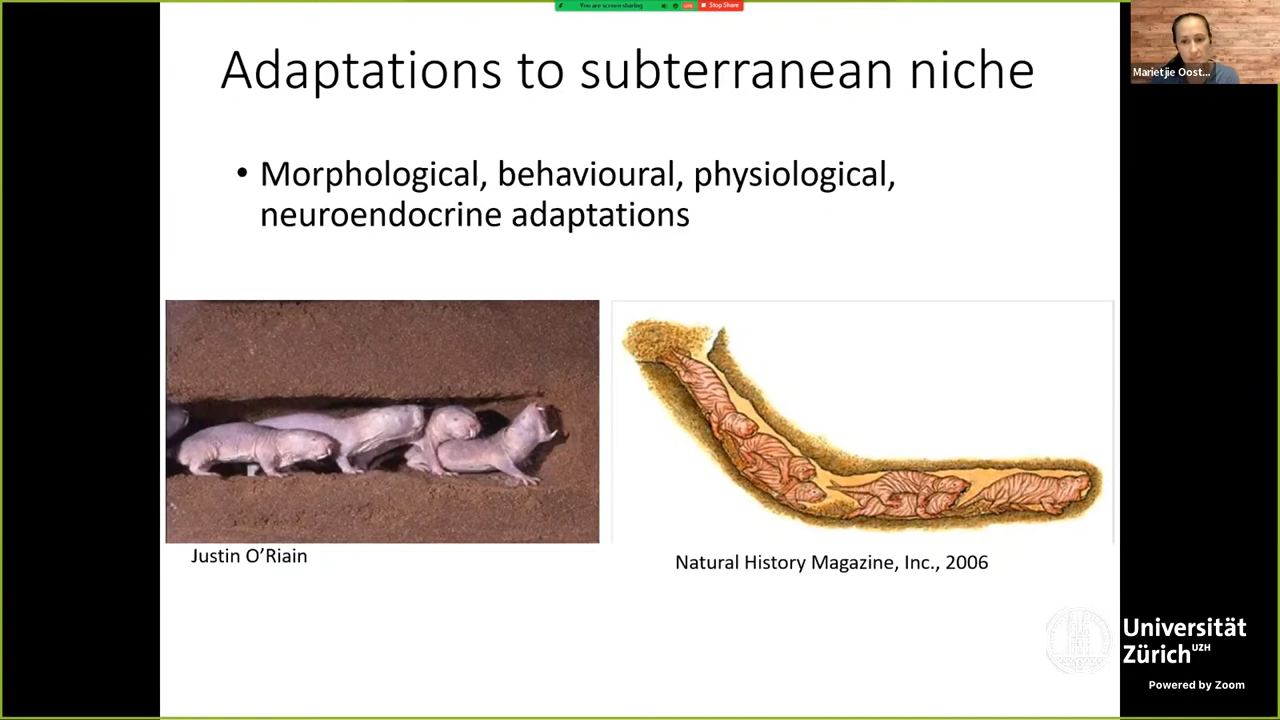 You are screen sharing
Stop Share
Adaptations to subterranean niche
Marietjie Oost...
• Morphological, behavioural, physiological,
neuroendocrine adaptations
Justin O’Riain
Natural History Magazine, Inc., 2006
Universität
Zürich UZH
Powered by Zoom